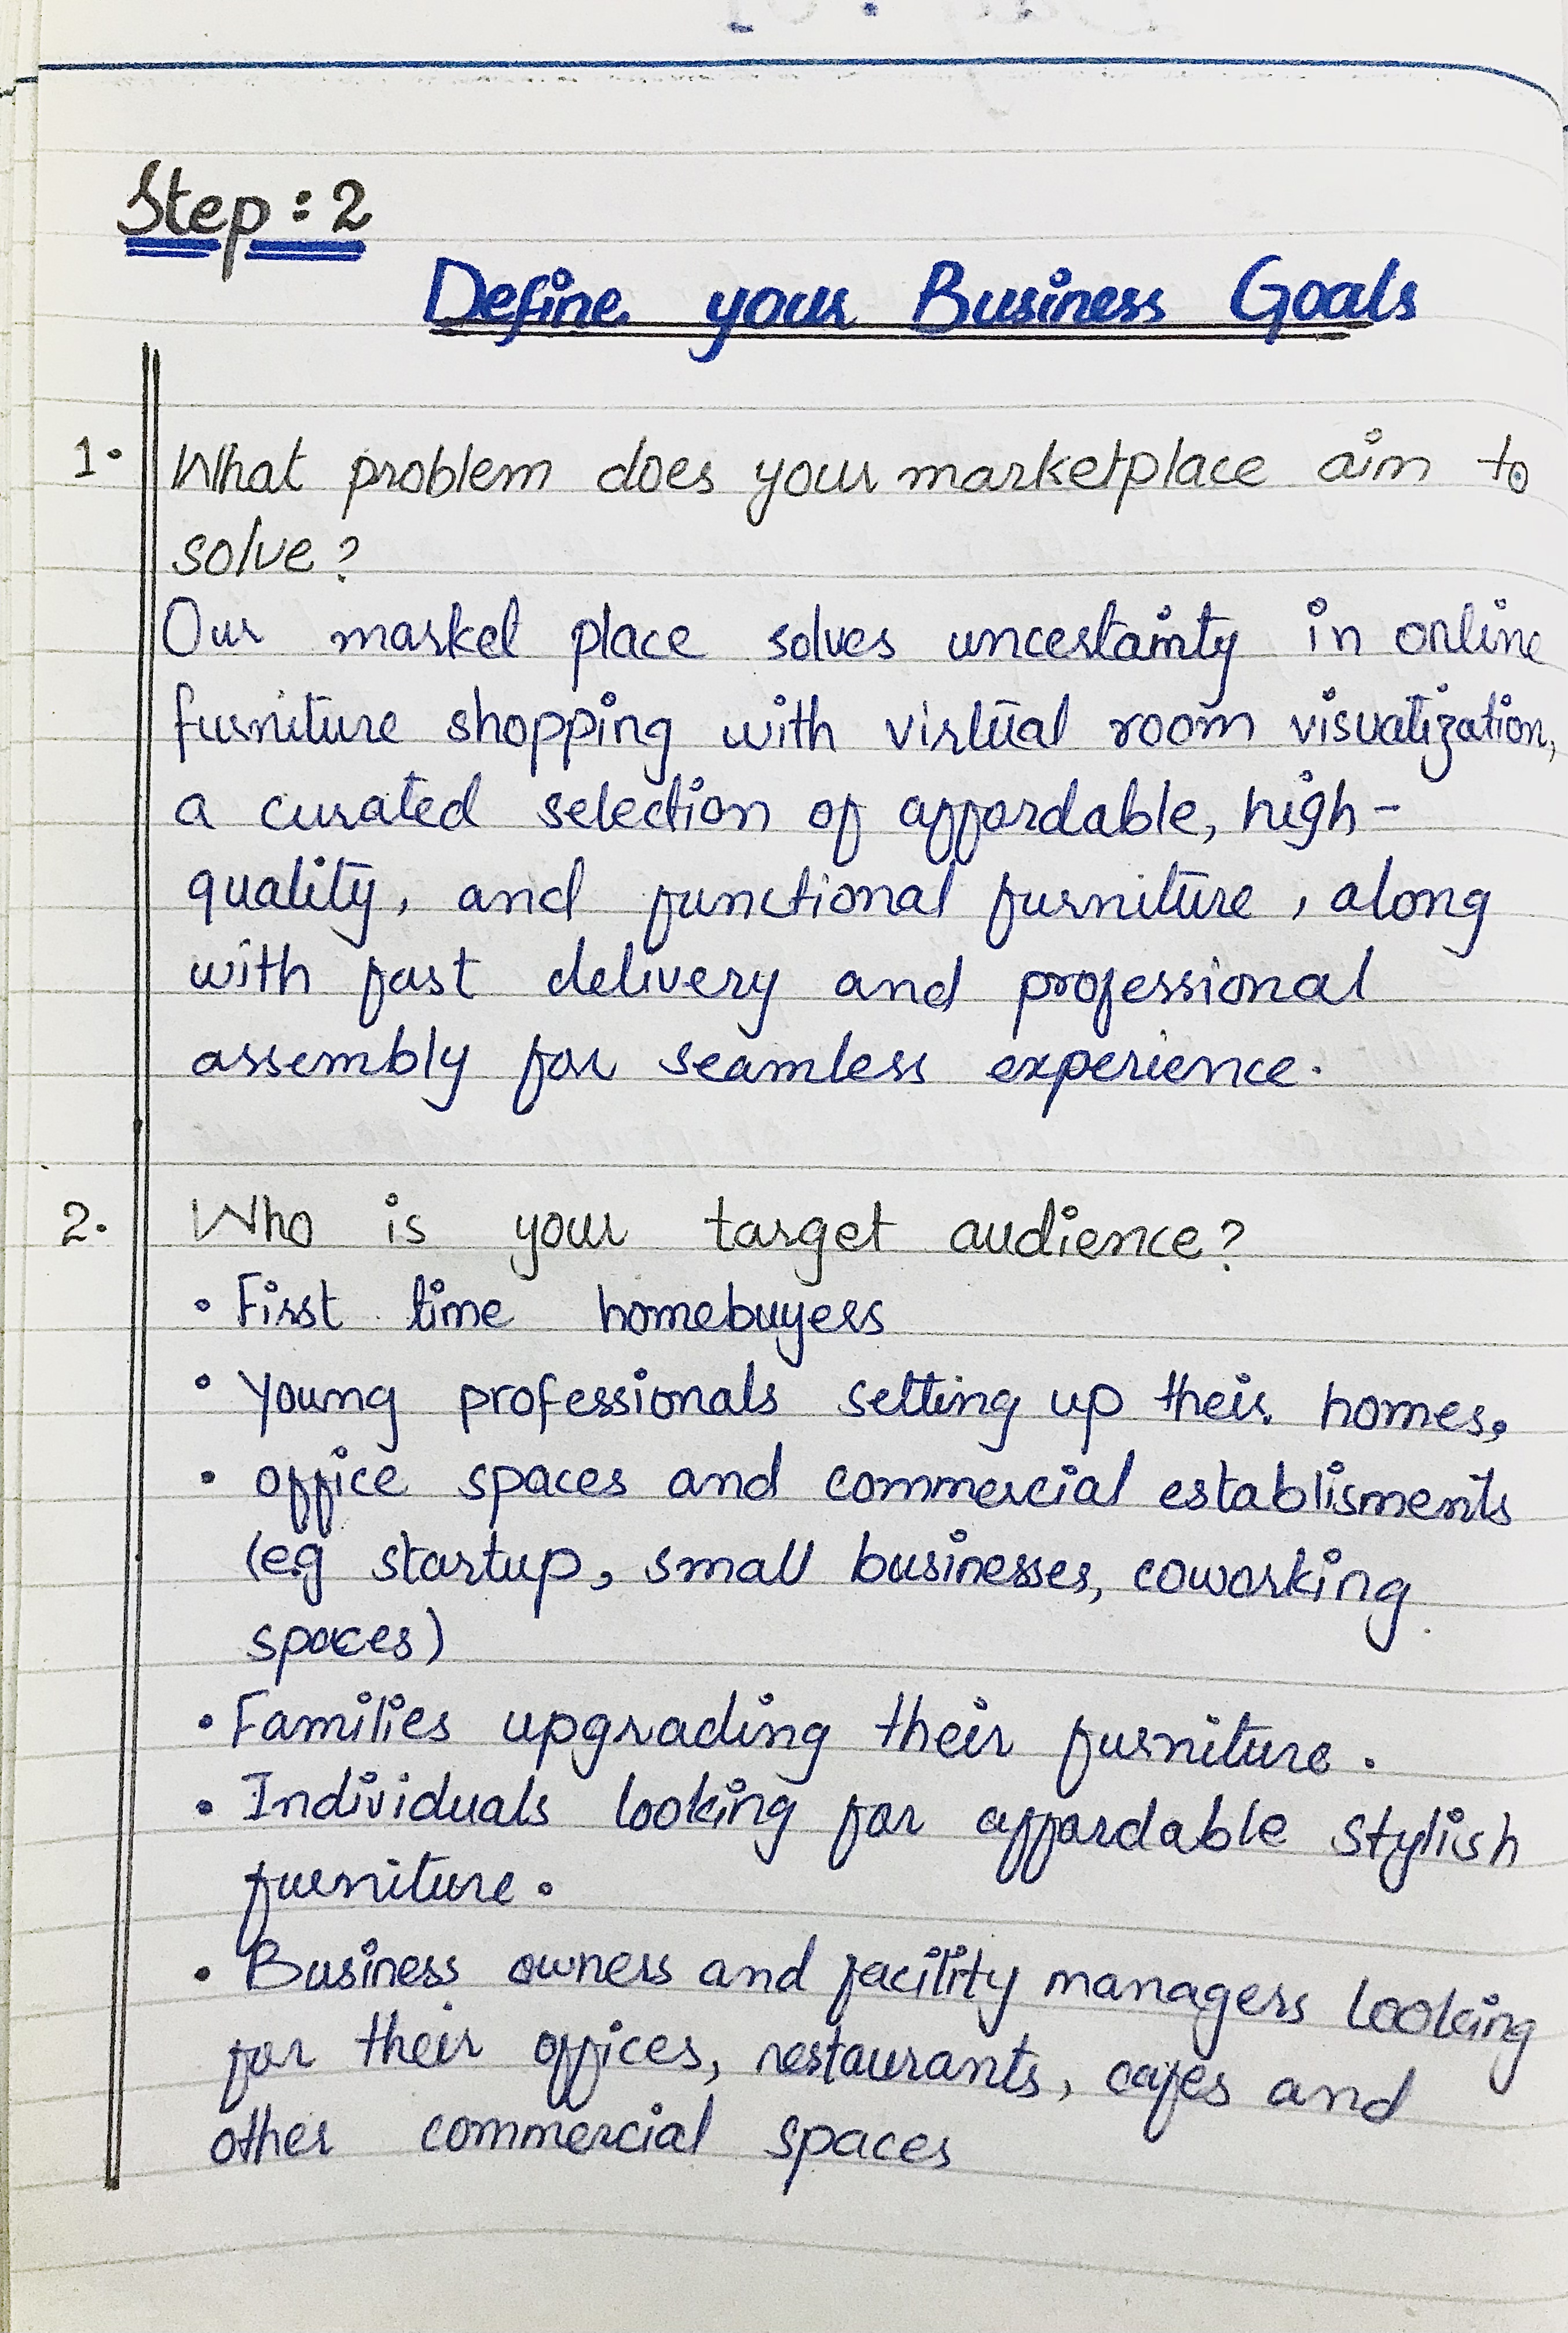 Step: 2
Define your Business Goals
1. What problem does your marketplace aim to
solve?
Our market place solves uncertainty in online
furniture shopping with virtual room visualization,
a curated selection of affordable, high-
quality, and functional furniture, along
with fast delivery and professional
assembly for seamless experience.
2. Who is your target audience?
• First time homebuyers
• Young professionals setting up their homes.
• office spaces and commercial establisments
(e.g startup, small businesses, coworking
spaces)
• Families upgrading their furniture.
• Individuals looking for affordable stylish
furniture.
• Business owners and facility managers looking
for their offices, restaurants, cafes and
other commercial spaces